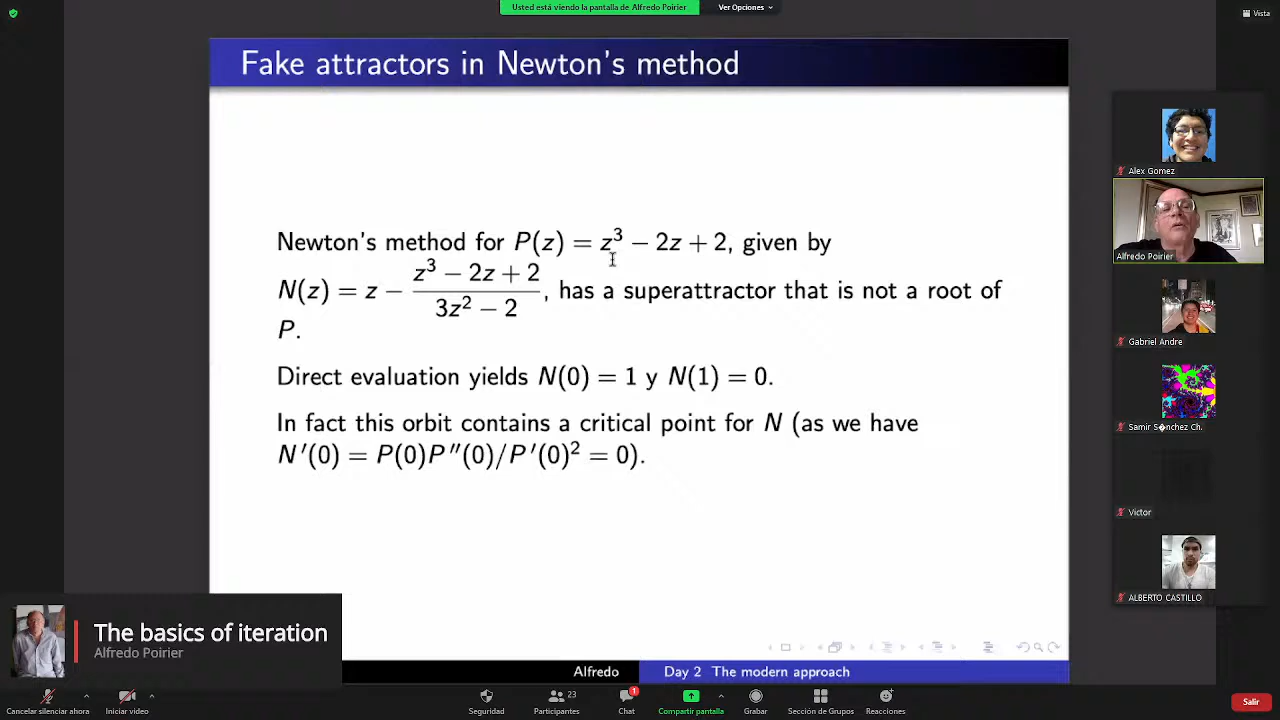 Usted está viendo la pantalla de Alfredo Poirier
Ver Opciones
Vista
Fake attractors in Newton's method
Newton's method for P(z) = z³ − 2z + 2, given by
N(z) = z − (z³ − 2z + 2)/(3z² − 2), has a superattractor that is not a root of
P.
Direct evaluation yields N(0) = 1 y N(1) = 0.
In fact this orbit contains a critical point for N (as we have
N′(0) = P(0)P″(0)/P′(0)² = 0).
Alex Gomez
Alfredo Poirier
Gabriel Andre
Samir S�nchez Ch.
Victor
ALBERTO CASTILLO
The basics of iteration
Alfredo Poirier
Alfredo
Day 2 The modern approach
Cancelar silenciar ahora
Iniciar video
Seguridad
23
Participantes
1
Chat
Compartir pantalla
Grabar
Sección de Grupos
Reacciones
Salir